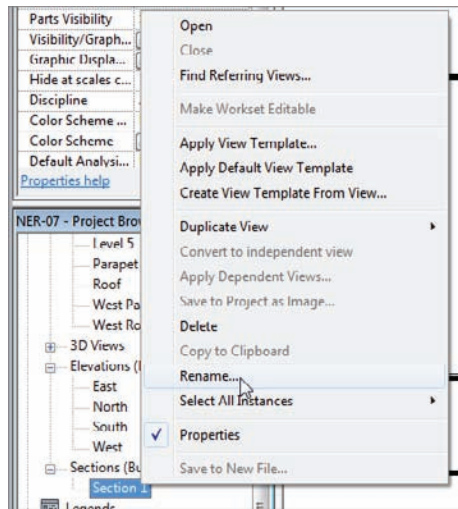 Parts Visibility
Visibility/Graph...
Graphic Displa...
Hide at scales c...
Discipline
Color Scheme ...
Color Scheme
Default Analysi...
Properties help
NER-07 - Project Brow
Level 5
Parapet
Roof
West Pa
West Ro
3D Views
Elevations (
East
North
South
West
Sections (Bu
Section 1
Legends
Open
Close
Find Referring Views...
Make Workset Editable
Apply View Template...
Apply Default View Template
Create View Template From View...
Duplicate View
Convert to independent view
Apply Dependent Views...
Save to Project as Image...
Delete
Copy to Clipboard
Rename...
Select All Instances
Properties
Save to New File...